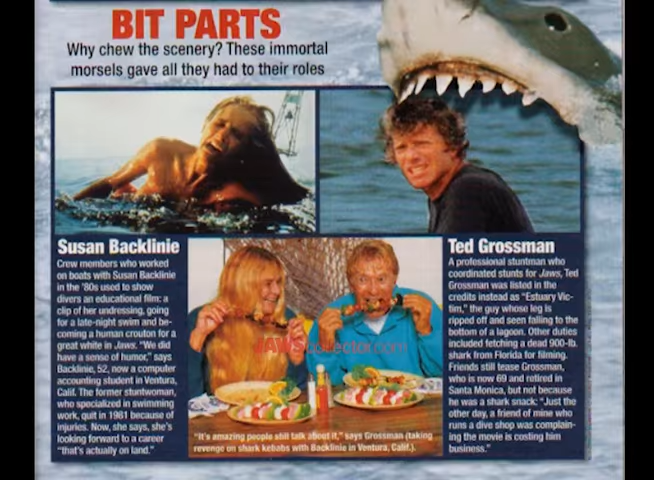 BIT PARTS
Why chew the scenery? These immortal
morsels gave all they had to their roles
Susan Backlinie
Crew members who worked
on boats with Susan Backlinie
in the '80s used to show
divers an educational film: a
clip of her undressing, going
for a late-night swim and be-
coming a human crouton for a
great white in Jaws. "We did
have a sense of humor," says
Backlinie, 52, now a computer
accounting student in Ventura,
Calif. The former stuntwoman,
who specialized in swimming
work, quit in 1981 because of
injuries. Now, she says, she's
looking forward to a career
"that's actually on land."
JAWScollector.com
"It's amazing people still talk about it," says Grossman (taking
revenge on shark kebabs with Backlinie in Ventura, Calif.).
Ted Grossman
A professional stuntman who
coordinated stunts for Jaws, Ted
Grossman was listed in the
credits instead as "Estuary Vic-
tim," the guy whose leg is
ripped off and seen falling to the
bottom of a lagoon. Other duties
included fetching a dead 900-lb.
shark from Florida for filming.
Friends still tease Grossman,
who is now 69 and retired in
Santa Monica, but not because
he was a shark snack: "Just the
other day, a friend of mine who
runs a dive shop was complain-
ing the movie is costing him
business."